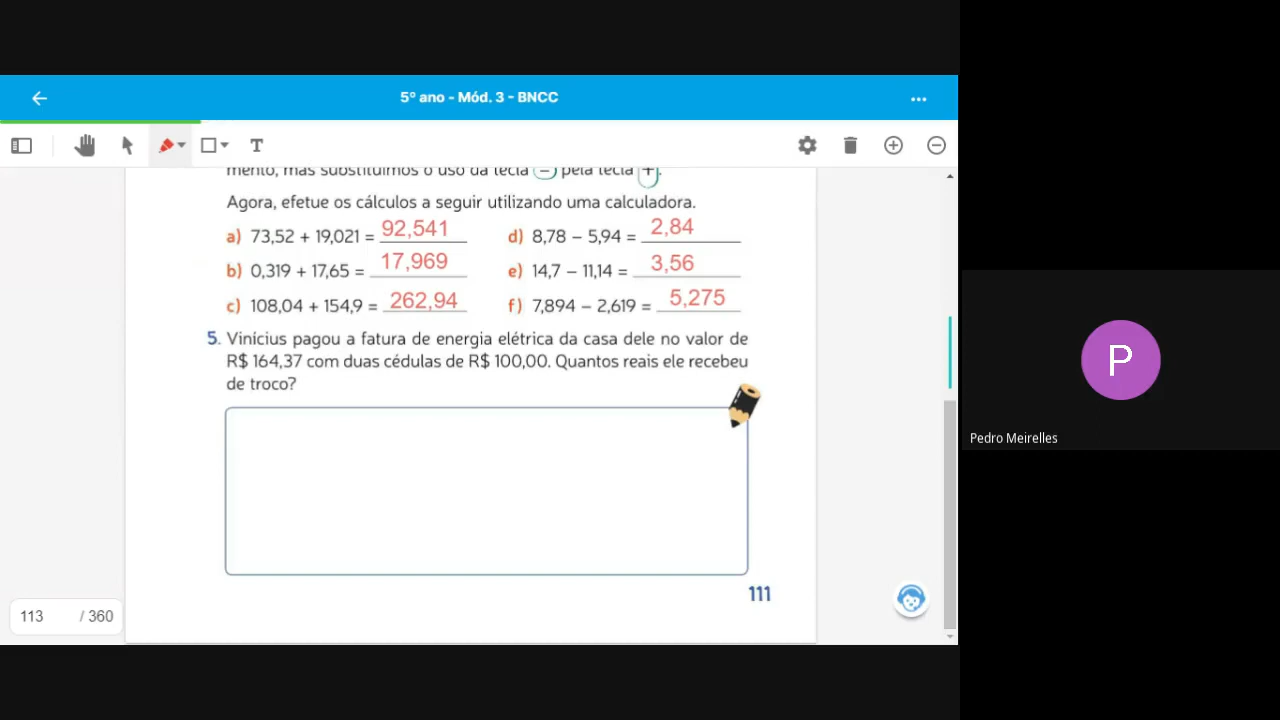 5º ano - Mód. 3 - BNCC
T
mento, mas substituímos o uso da tecla − pela tecla +.
Agora, efetue os cálculos a seguir utilizando uma calculadora.
a) 73,52 + 19,021 = 92,541
d) 8,78 − 5,94 = 2,84
b) 0,319 + 17,65 = 17,969
e) 14,7 − 11,14 = 3,56
c) 108,04 + 154,9 = 262,94
f) 7,894 − 2,619 = 5,275
5. Vinícius pagou a fatura de energia elétrica da casa dele no valor de
R$ 164,37 com duas cédulas de R$ 100,00. Quantos reais ele recebeu
de troco?
111
113 / 360
P
Pedro Meirelles